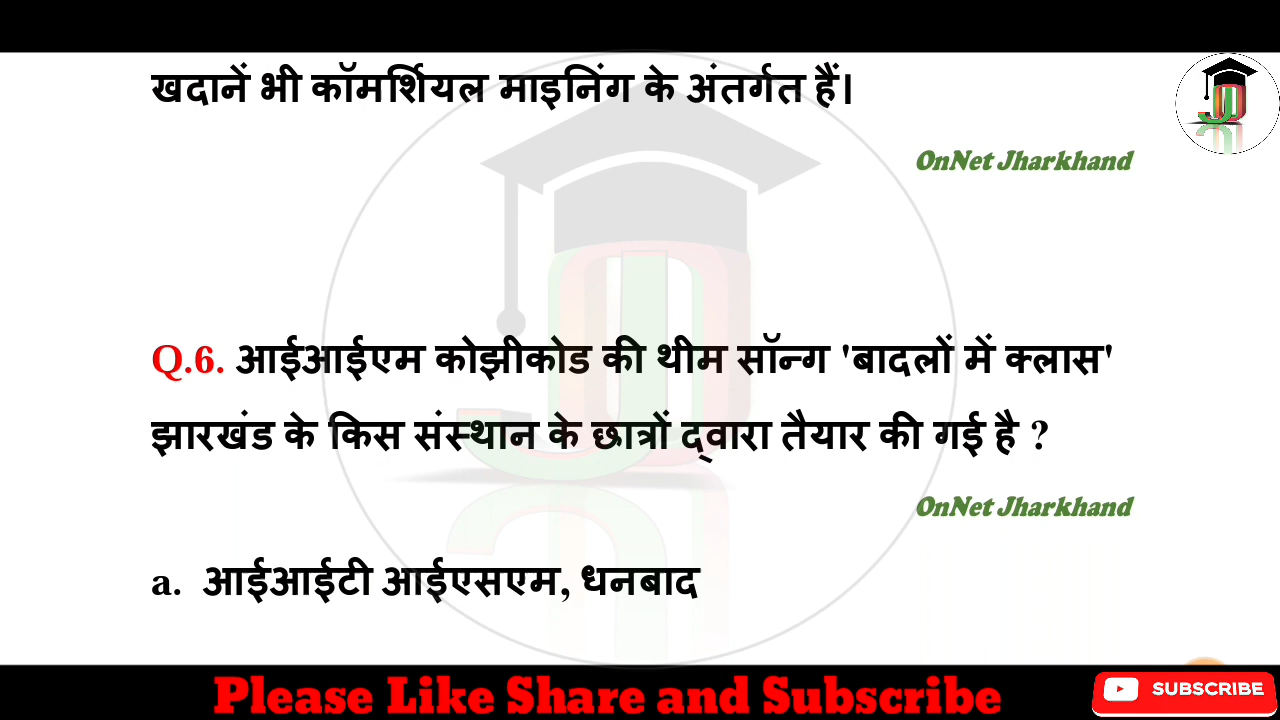 खदानें भी कॉमर्शियल माइनिंग के अंतर्गत हैं।
OnNet Jharkhand
Q.6. आईआईएम कोझीकोड की थीम सॉन्ग 'बादलों में क्लास'
झारखंड के किस संस्थान के छात्रों द्वारा तैयार की गई है ?
OnNet Jharkhand
a. आईआईटी आईएसएम, धनबाद
Please Like Share and Subscribe
SUBSCRIBE